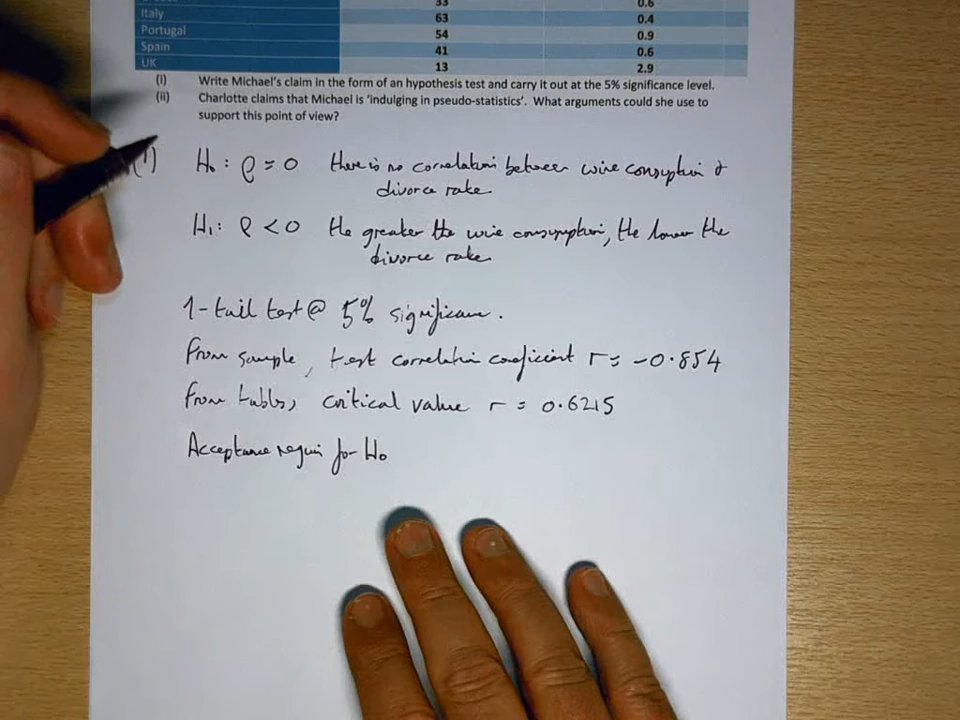 33 0.6
Italy 63 0.4
Portugal 54 0.9
Spain 41 0.6
UK 13 2.9
(i) Write Michael's claim in the form of an hypothesis test and carry it out at the 5% significance level.
(ii) Charlotte claims that Michael is 'indulging in pseudo-statistics'. What arguments could she use to
support this point of view?
(i) H₀ : ρ = 0 there is no correlation between wine consumption &
divorce rate
H₁ : ρ < 0 the greater the wine consumption, the lower the
divorce rate
1-tail test @ 5% significance.
From sample, test correlation coefficient r = -0.854
From tables, critical value r = 0.6215
Acceptance region for H₀